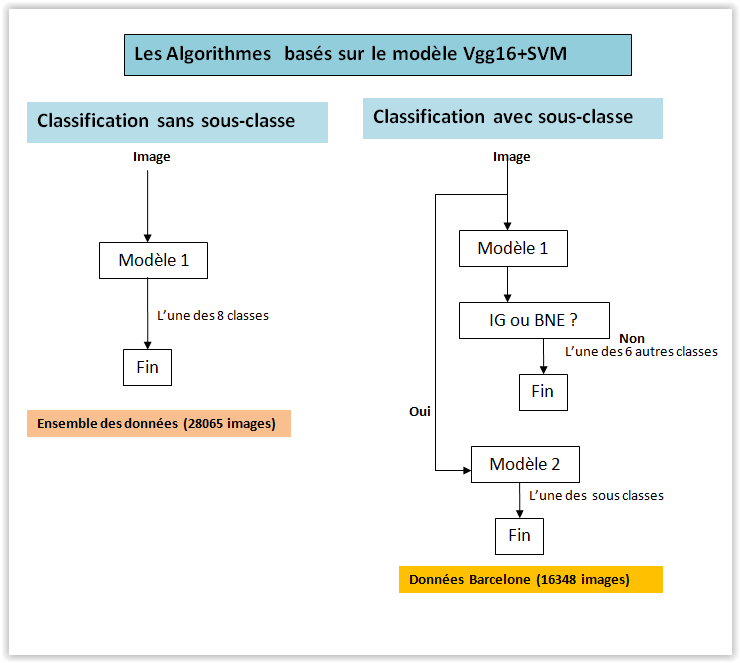 Les Algorithmes basés sur le modèle Vgg16+SVM
Classification sans sous-classe
Image
Modèle 1
L'une des 8 classes
Fin
Ensemble des données (28065 images)
Classification avec sous-classe
Image
Modèle 1
IG ou BNE ?
Non
L'une des 6 autres classes
Fin
Oui
Modèle 2
L'une des sous classes
Fin
Données Barcelone (16348 images)